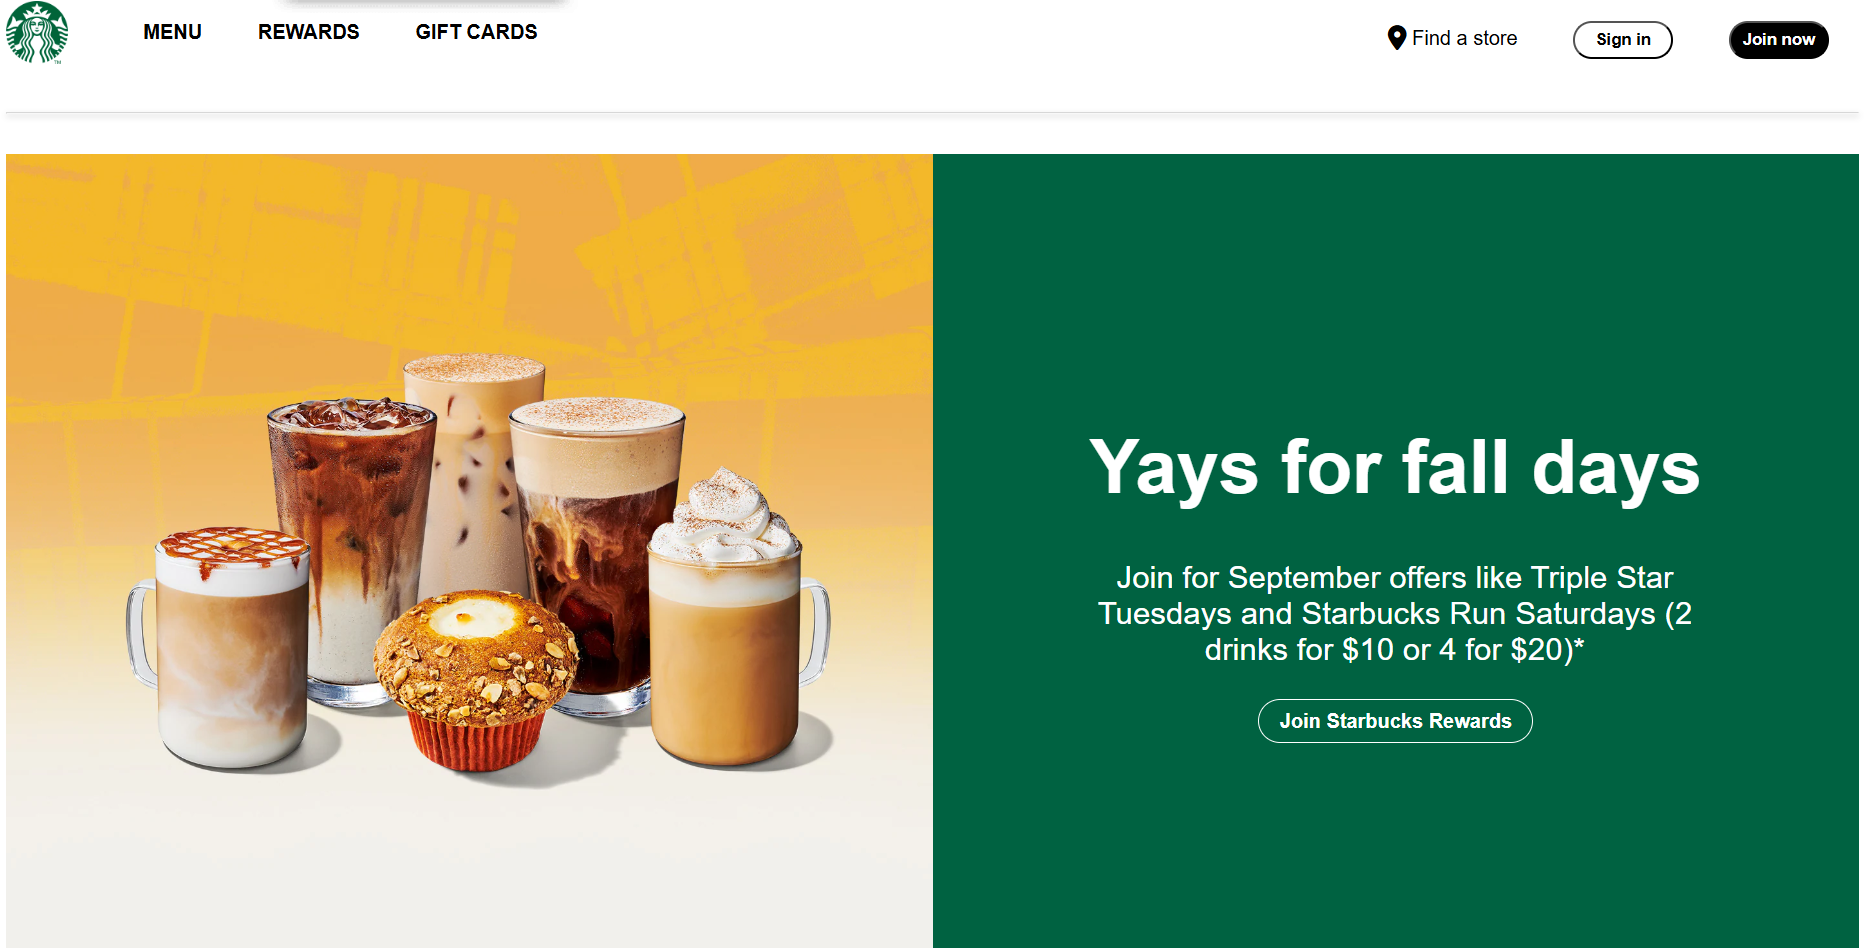 MENU
REWARDS
GIFT CARDS
Find a store
Sign in
Join now
Yays for fall days
Join for September offers like Triple Star
Tuesdays and Starbucks Run Saturdays (2
drinks for $10 or 4 for $20)*
Join Starbucks Rewards